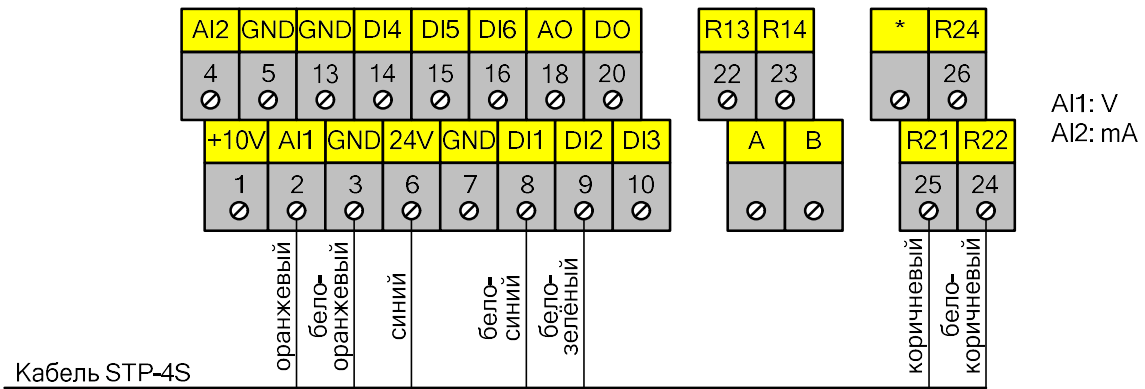 AI2 GND GND DI4 DI5 DI6 AO DO R13 R14 * R24
4 5 13 14 15 16 18 20 22 23 26
AI1: V
AI2: mA
+10V AI1 GND 24V GND DI1 DI2 DI3 A B R21 R22
1 2 3 6 7 8 9 10 25 24
оранжевый
бело-
оранжевый
синий
бело-
синий
бело-
зелёный
коричневый
бело-
коричневый
Кабель STP-4S